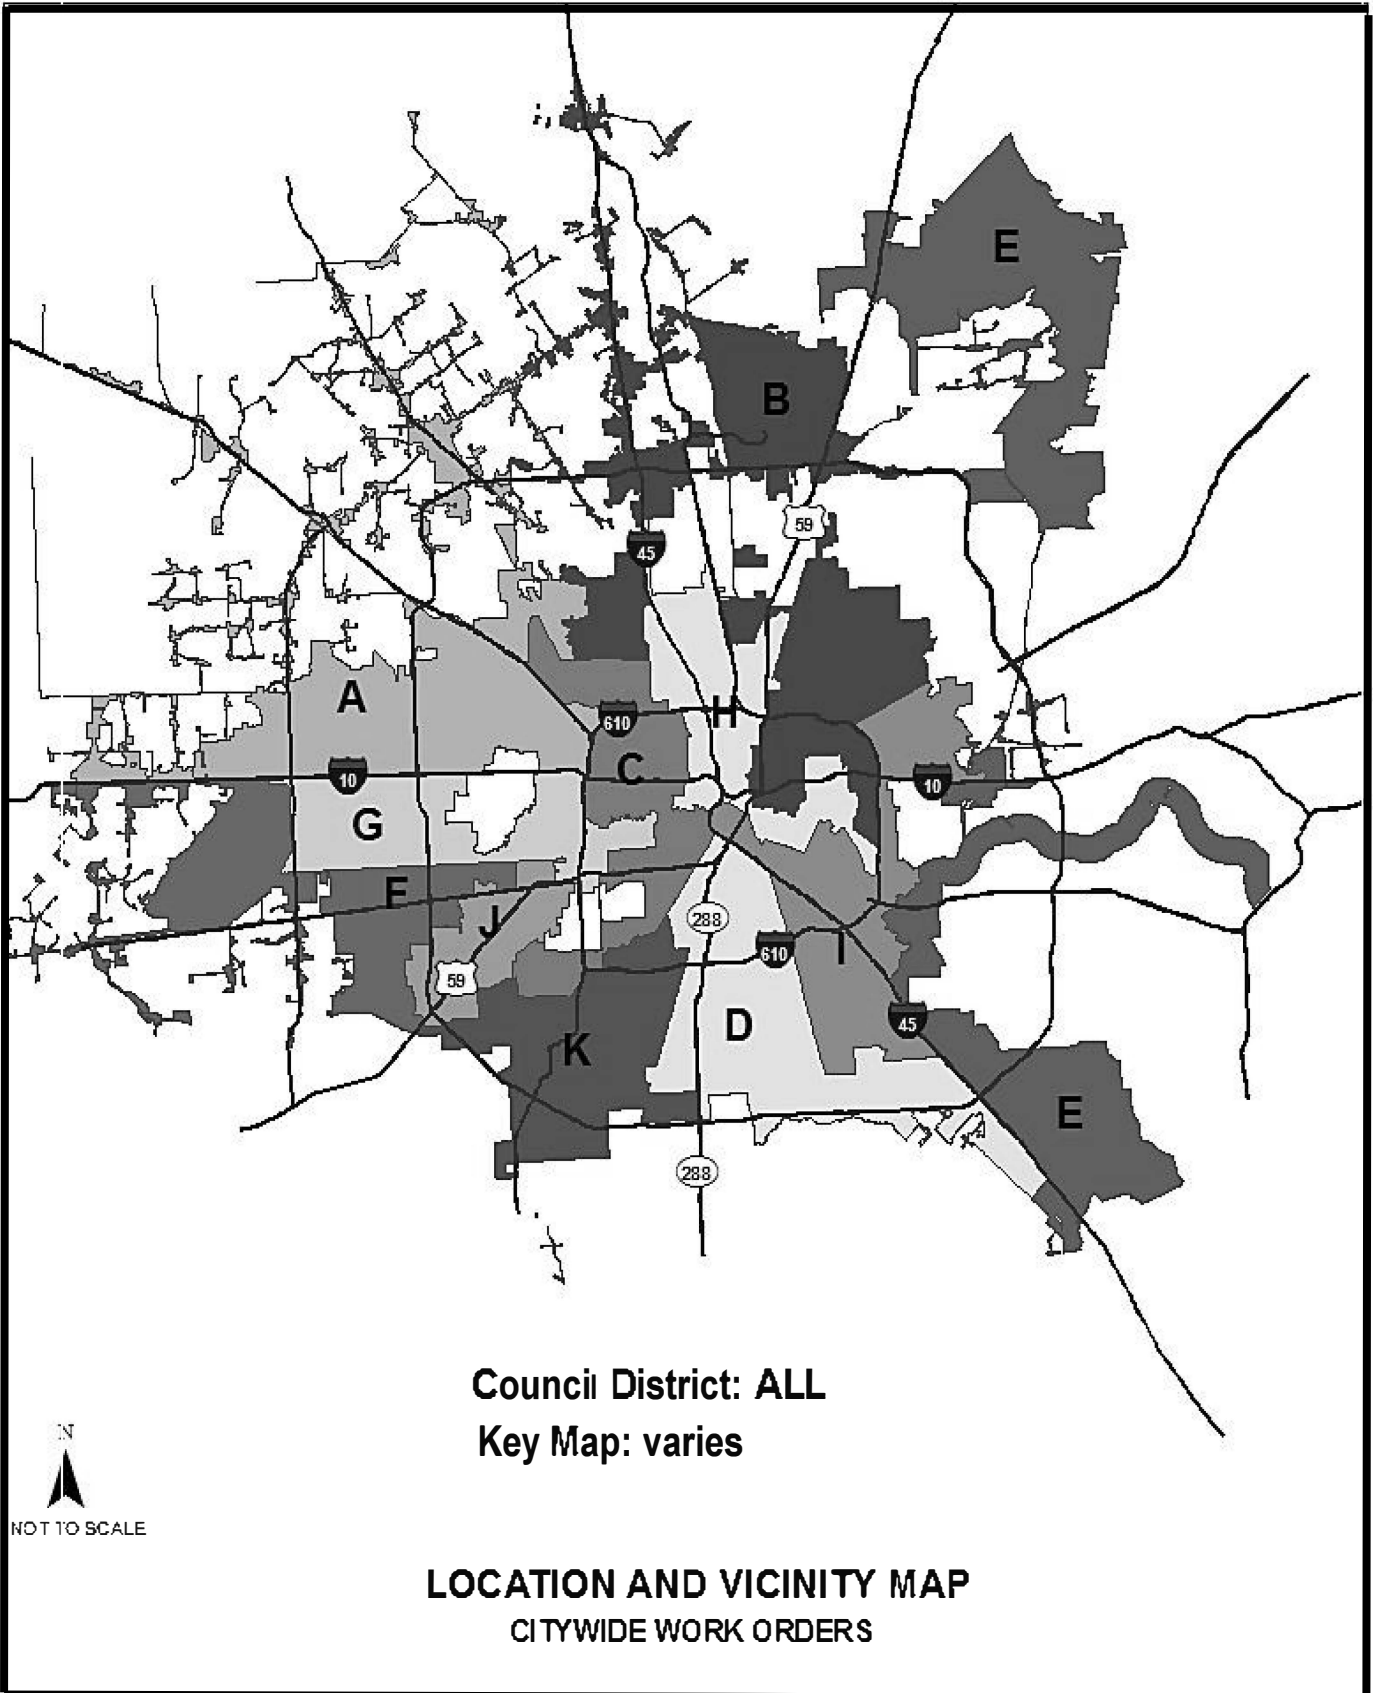 E
B
59
45
A
H
610
C
10
10
G
F
J
288
I
610
59
45
D
K
E
288
Council District: ALL
Key Map: varies
N
NOT TO SCALE
LOCATION AND VICINITY MAP
CITYWIDE WORK ORDERS